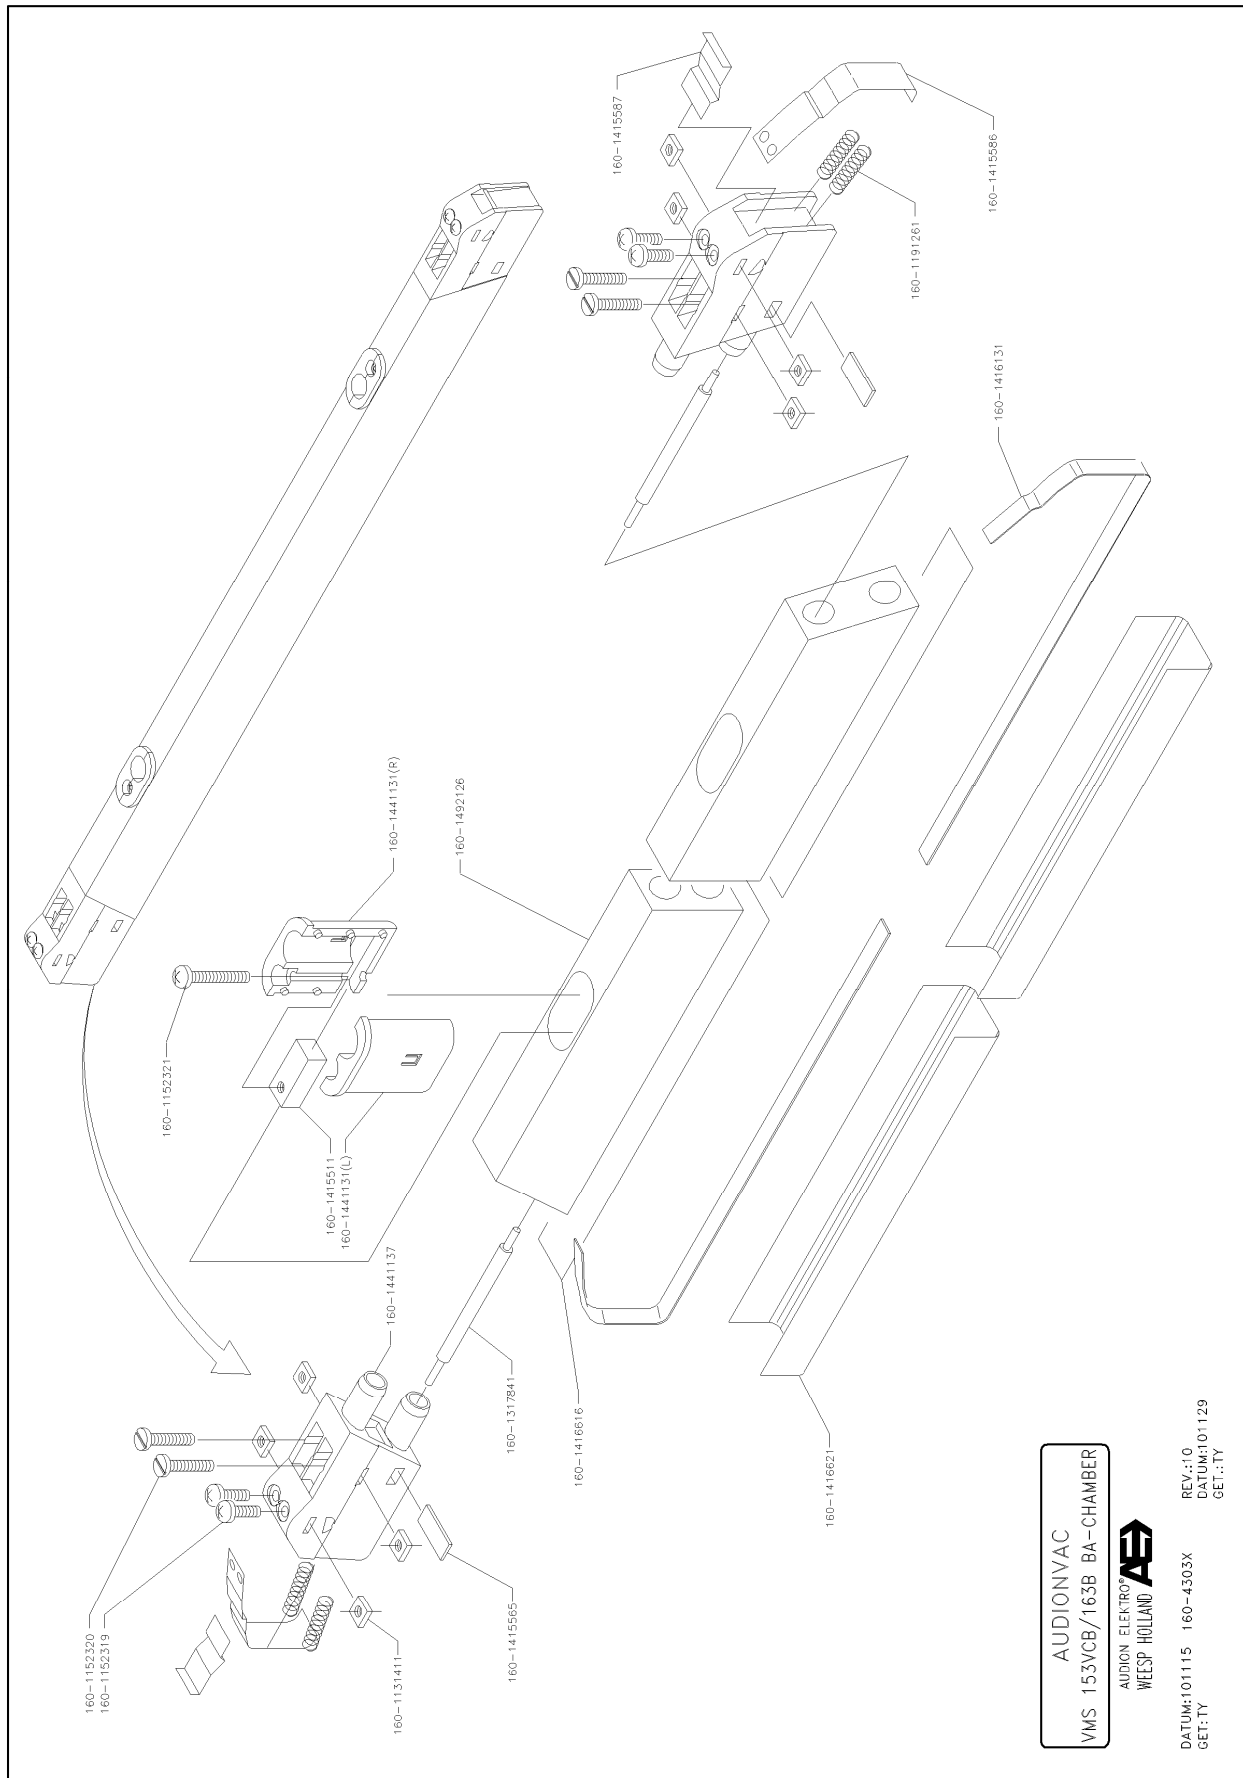 160-1415587
160-1415586
160-1191261
160-1416131
160-1441131(R)
160-1492126
160-1152321
160-1415511
160-1441131(L)
160-1441137
160-1317841
160-1416616
160-1416621
160-1152320
160-1152319
160-1131411
160-1415565
AUDIONVAC
VMS 153VCB/163B BA-CHAMBER
AUDION ELEKTRO®
WEESP HOLLAND AE
DATUM:101115 160-4303X
GET:TY
REV.:10
DATUM:101129
GET.:TY